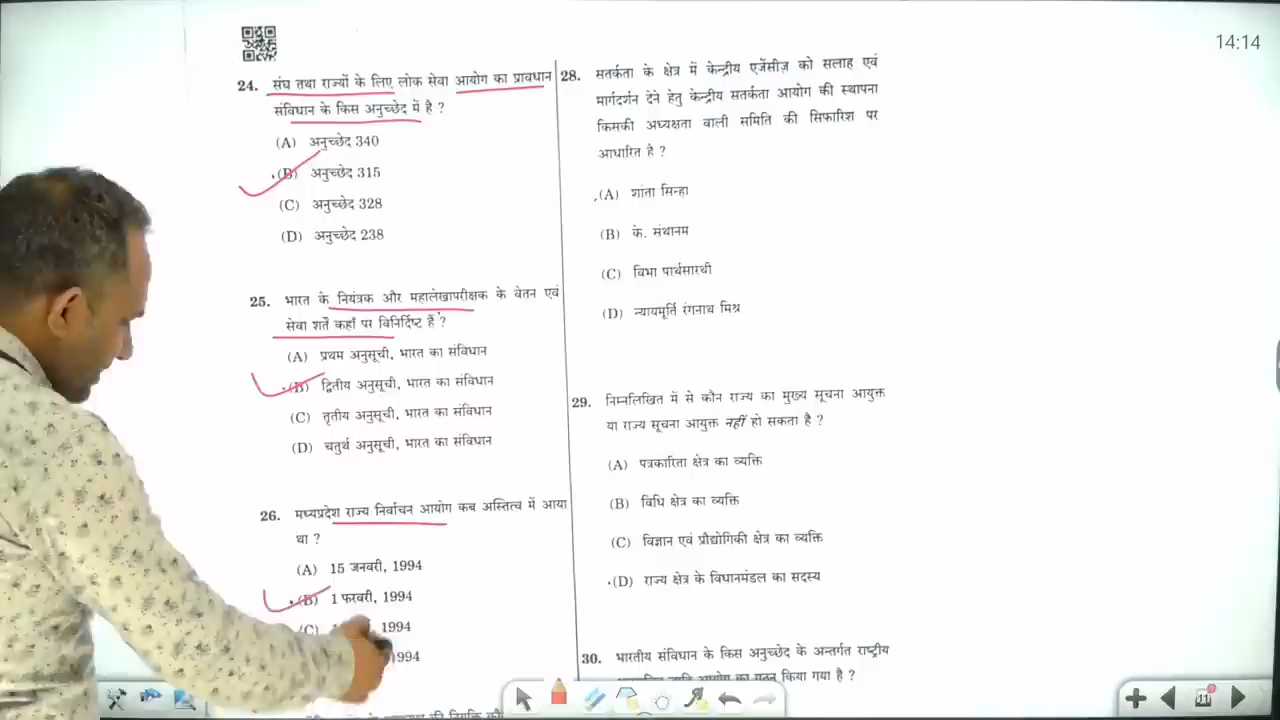 14:14
24. संघ तथा राज्यों के लिए लोक सेवा आयोग का प्रावधान
संविधान के किस अनुच्छेद में है ?
(A) अनुच्छेद 340
(B) अनुच्छेद 315
(C) अनुच्छेद 328
(D) अनुच्छेद 238
25. भारत के नियंत्रक और महालेखापरीक्षक के वेतन एवं
सेवा शर्तें कहाँ पर विनिर्दिष्ट हैं ?
(A) प्रथम अनुसूची, भारत का संविधान
(B) द्वितीय अनुसूची, भारत का संविधान
(C) तृतीय अनुसूची, भारत का संविधान
(D) चतुर्थ अनुसूची, भारत का संविधान
26. मध्यप्रदेश राज्य निर्वाचन आयोग कब अस्तित्व में आया
था ?
(A) 15 जनवरी, 1994
(B) 1 फरवरी, 1994
(C) 1994
1994
28. सतर्कता के क्षेत्र में केन्द्रीय एजेंसीज़ को सलाह एवं
मार्गदर्शन देने हेतु केन्द्रीय सतर्कता आयोग की स्थापना
किसकी अध्यक्षता वाली समिति की सिफारिश पर
आधारित है ?
(A) शांता सिन्हा
(B) के. संथानम
(C) विभा पार्थसारथी
(D) न्यायमूर्ति रंगनाथ मिश्र
29. निम्नलिखित में से कौन राज्य का मुख्य सूचना आयुक्त
या राज्य सूचना आयुक्त नहीं हो सकता है ?
(A) पत्रकारिता क्षेत्र का व्यक्ति
(B) विधि क्षेत्र का व्यक्ति
(C) विज्ञान एवं प्रौद्योगिकी क्षेत्र का व्यक्ति
(D) राज्य क्षेत्र के विधानमंडल का सदस्य
30. भारतीय संविधान के किस अनुच्छेद के अन्तर्गत राष्ट्रीय
आयोग का गठन किया गया है ?
11